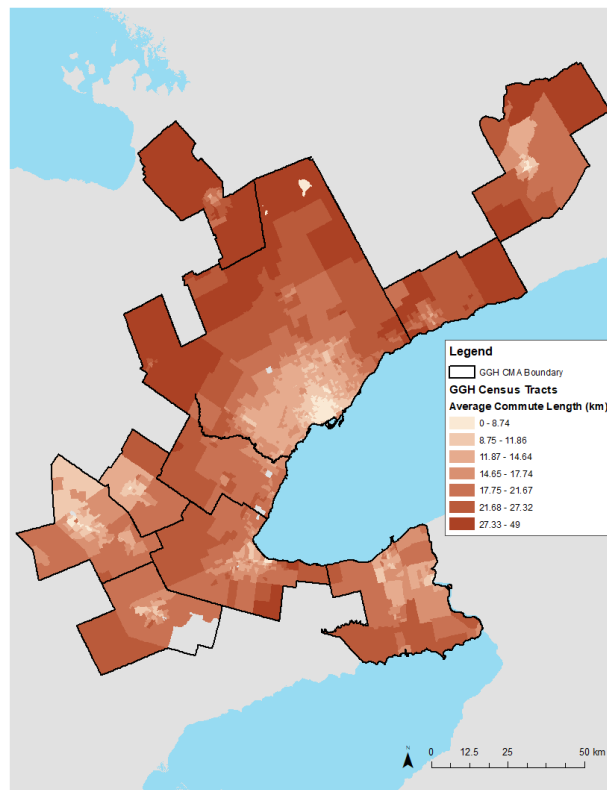 Legend
GGH CMA Boundary
GGH Census Tracts
Average Commute Length (km)
0 - 8.74
8.75 - 11.86
11.87 - 14.64
14.65 - 17.74
17.75 - 21.67
21.68 - 27.32
27.33 - 49
N
0 12.5 25 50 km